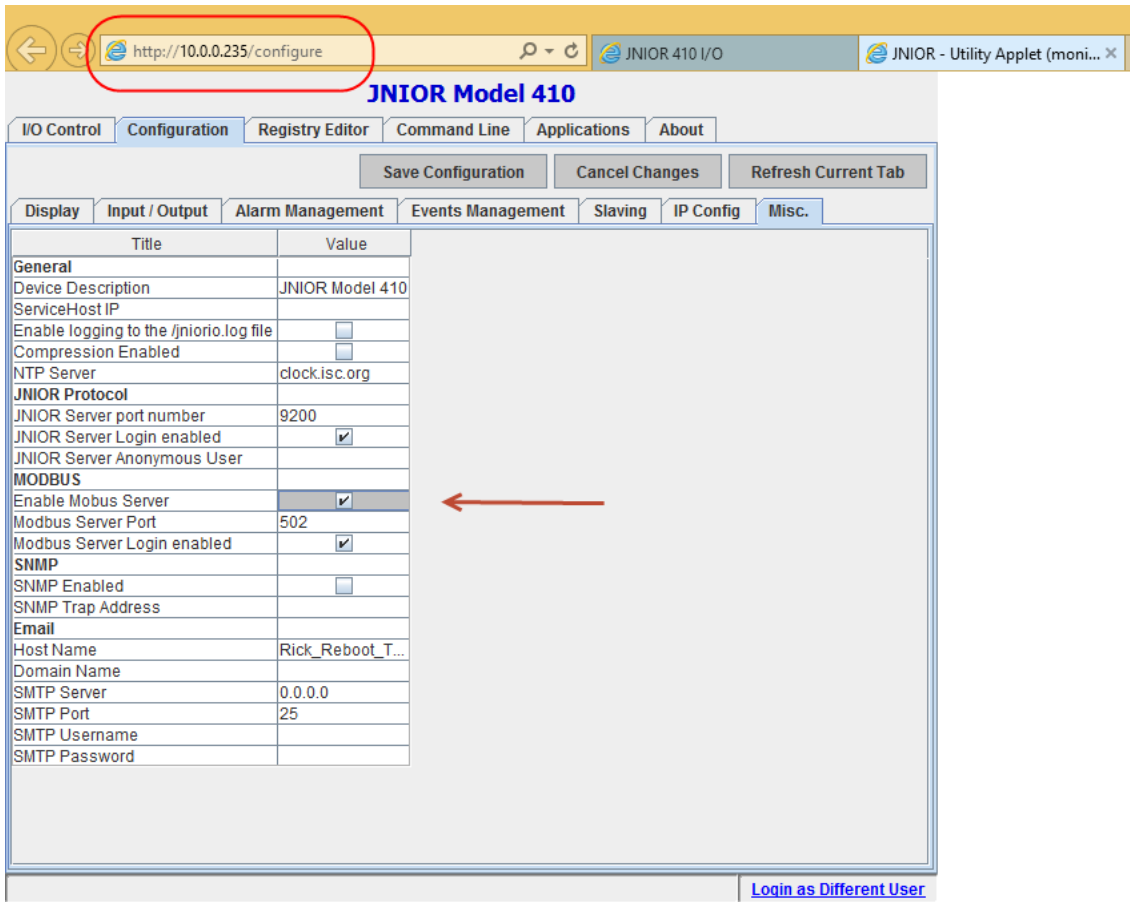 http://10.0.0.235/configure
JNIOR 410 I/O
JNIOR - Utility Applet (moni...
JNIOR Model 410
I/O Control Configuration Registry Editor Command Line Applications About
Save Configuration Cancel Changes Refresh Current Tab
Display Input / Output Alarm Management Events Management Slaving IP Config Misc.
Title Value
General
Device Description JNIOR Model 410
ServiceHost IP
Enable logging to the /jniorio.log file
Compression Enabled
NTP Server clock.isc.org
JNIOR Protocol
JNIOR Server port number 9200
JNIOR Server Login enabled
JNIOR Server Anonymous User
MODBUS
Enable Mobus Server
Modbus Server Port 502
Modbus Server Login enabled
SNMP
SNMP Enabled
SNMP Trap Address
Email
Host Name Rick_Reboot_T...
Domain Name
SMTP Server 0.0.0.0
SMTP Port 25
SMTP Username
SMTP Password
Login as Different User